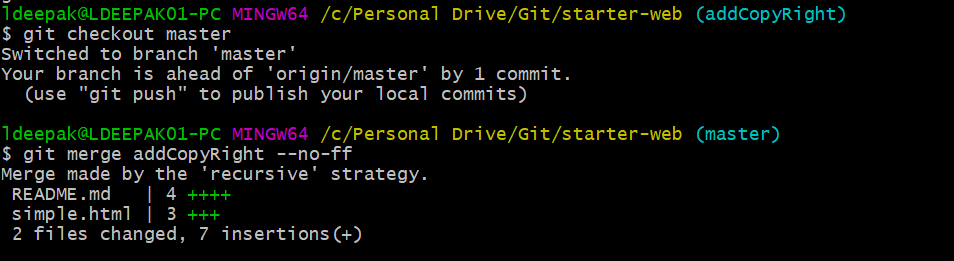 ldeepak@LDEEPAK01-PC MINGW64 /c/Personal Drive/Git/starter-web (addCopyRight)
$ git checkout master
Switched to branch 'master'
Your branch is ahead of 'origin/master' by 1 commit.
  (use "git push" to publish your local commits)

ldeepak@LDEEPAK01-PC MINGW64 /c/Personal Drive/Git/starter-web (master)
$ git merge addCopyRight --no-ff
Merge made by the 'recursive' strategy.
 README.md   | 4 ++++
 simple.html | 3 +++
 2 files changed, 7 insertions(+)